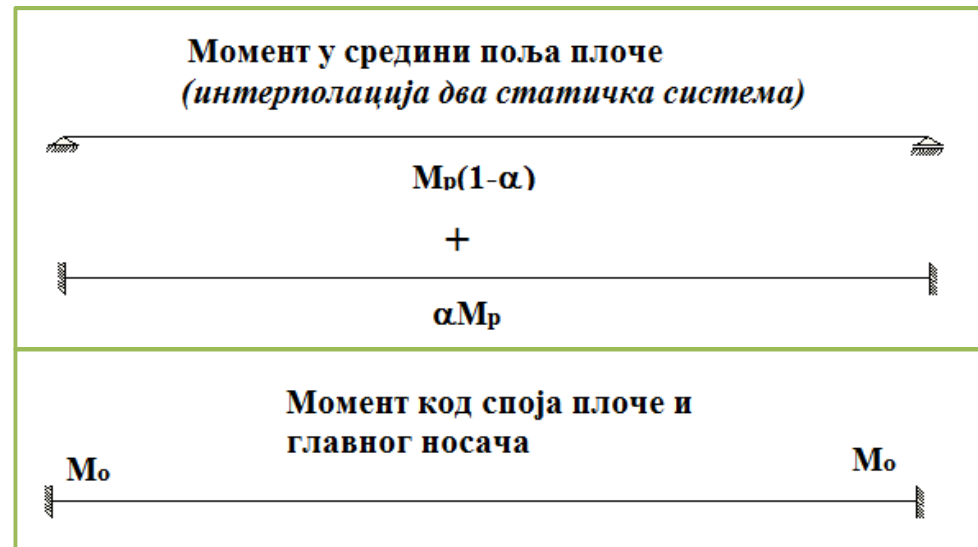 Момент у средини поља плоче
(интерполација два статичка система)
Mp(1-α)
+
αMp
Момент код споја плоче и
главног носача
Mo
Mo